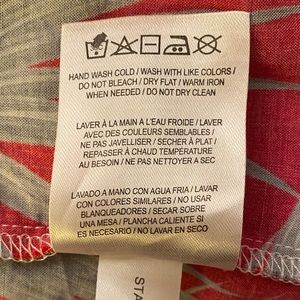 HAND WASH COLD / WASH WITH LIKE COLORS /
DO NOT BLEACH / DRY FLAT / WARM IRON
WHEN NEEDED / DO NOT DRY CLEAN
LAVER À LA MAIN A L'EAU FROIDE / LAVER
AVEC DES COULEURS SEMBLABLES /
NE PAS JAVELLISER / SÉCHER A PLAT /
REPASSER À CHAUD TEMPÉRATURE
AU BESOIN / NE PAS NETTOYER A SEC
LAVADO A MANO CON AGUA FRIA / LAVAR
CON COLORES SIMILARES / NO USAR
BLANQUEADORES / SECAR SOBRE
UNA MESA / PLANCHA CALIENTE SI
ES NECESARIO / NO LAVAR EN SECO
STA